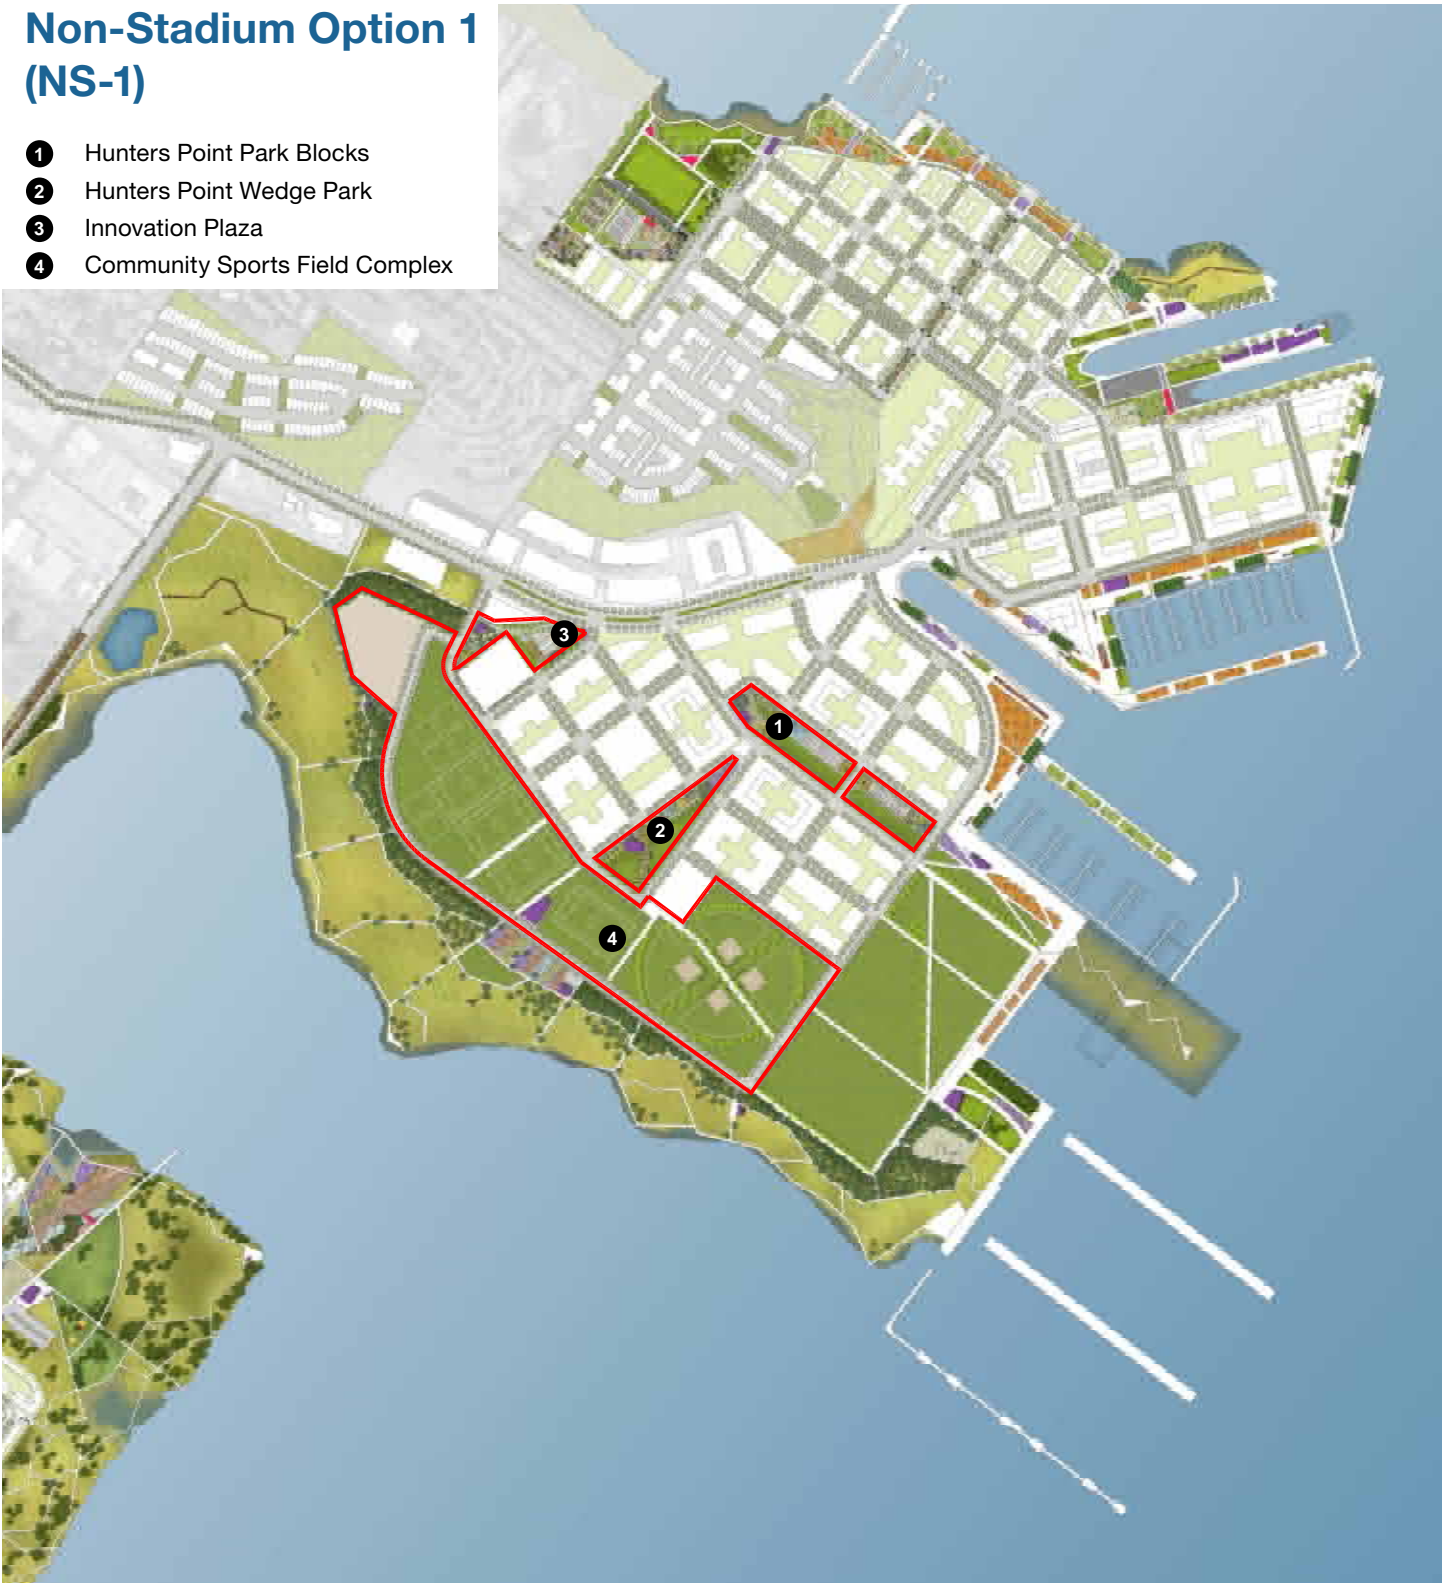 Non-Stadium Option 1
(NS-1)
1 Hunters Point Park Blocks
2 Hunters Point Wedge Park
3 Innovation Plaza
4 Community Sports Field Complex
3
1
2
4